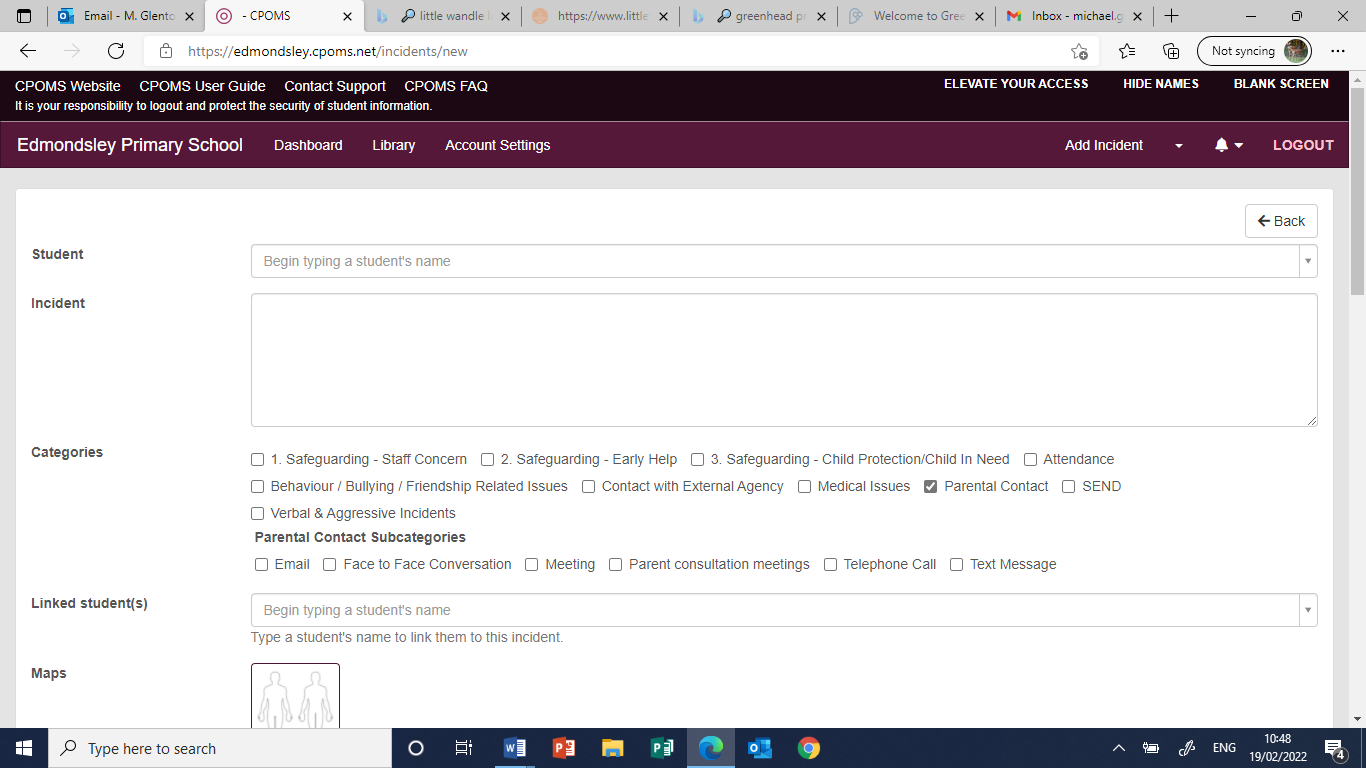 Email - M. Glento
- CPOMS
little wandle l
https://www.little
greenhead pr
Welcome to Gree
Inbox - michael.g
https://edmondsley.cpoms.net/incidents/new
Not syncing
CPOMS Website CPOMS User Guide Contact Support CPOMS FAQ
ELEVATE YOUR ACCESS HIDE NAMES BLANK SCREEN
It is your responsibility to logout and protect the security of student information.
Edmondsley Primary School Dashboard Library Account Settings Add Incident LOGOUT
Back
Student Begin typing a student's name
Incident
Categories
1. Safeguarding - Staff Concern 2. Safeguarding - Early Help 3. Safeguarding - Child Protection/Child In Need Attendance
Behaviour / Bullying / Friendship Related Issues Contact with External Agency Medical Issues Parental Contact SEND
Verbal & Aggressive Incidents
Parental Contact Subcategories
Email Face to Face Conversation Meeting Parent consultation meetings Telephone Call Text Message
Linked student(s) Begin typing a student's name
Type a student's name to link them to this incident.
Maps
Type here to search
ENG
10:48
19/02/2022
4